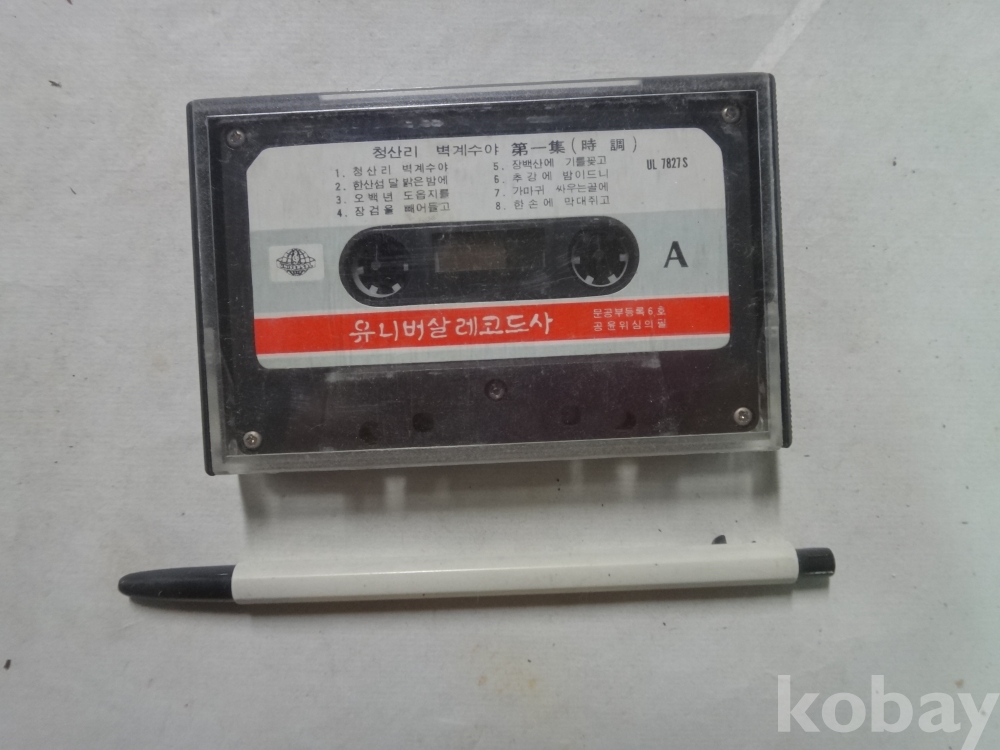 청산리 벽계수야 第一集(時調)
UL 7827S
1. 청산리 벽계수야
2. 한산섬 달 밝은 밤에
3. 오백년 도읍지를
4. 장검을 빼어들고
5. 장백산에 기를꽂고
6. 추강에 밤이드니
7. 가마귀 싸우는골에
8. 한손에 막대쥐고
A
유니버살레코드사
문공부등록 6호
공윤위심의필
kobay